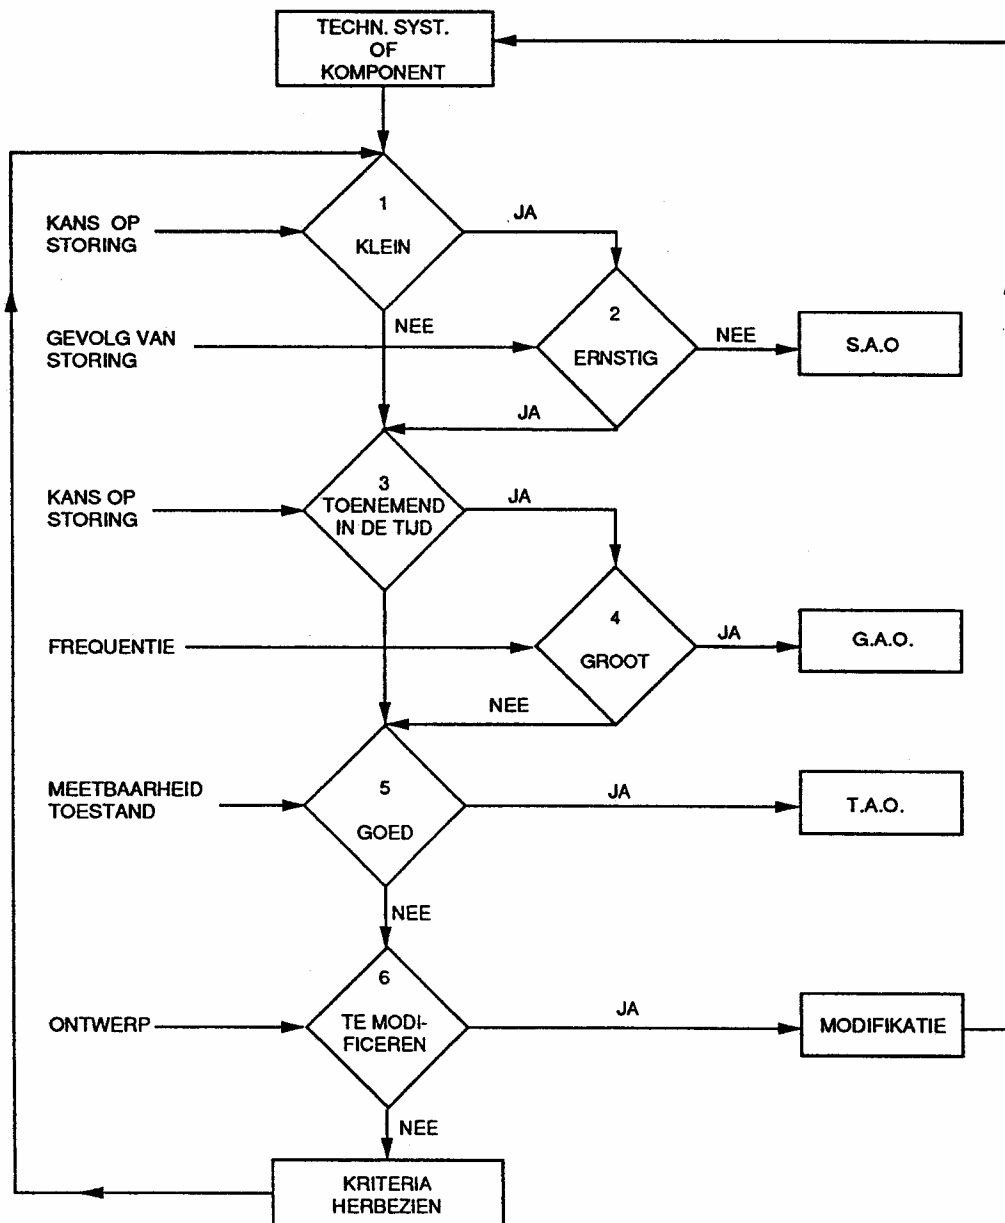 TECHN. SYST.
OF
KOMPONENT
1
KLEIN
JA
KANS OP
STORING
NEE
2
ERNSTIG
NEE
S.A.O
GEVOLG VAN
STORING
JA
3
TOENEMEND
IN DE TIJD
JA
KANS OP
STORING
4
GROOT
JA
G.A.O.
FREQUENTIE
NEE
MEETBAARHEID
TOESTAND
5
GOED
JA
T.A.O.
NEE
6
TE MODI-
FICEREN
JA
MODIFIKATIE
ONTWERP
NEE
KRITERIA
HERBEZIEN